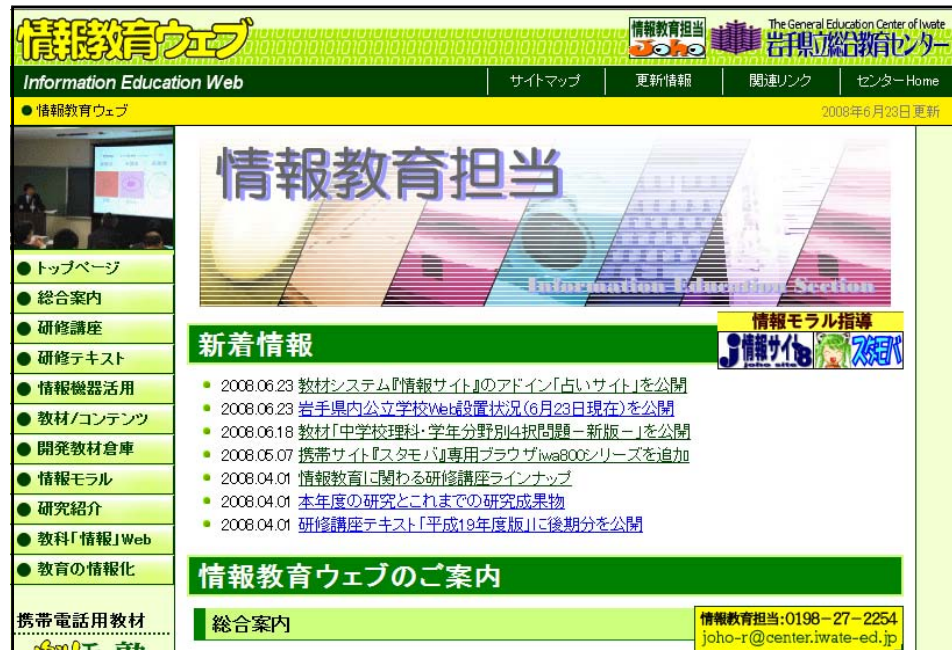 情報教育ウェブ
情報教育担当
Joho
The General Education Center of Iwate
岩手県立総合教育センター
Information Education Web
サイトマップ
更新情報
関連リンク
センターHome
情報教育ウェブ
2008年6月23日更新
情報教育担当
Information Education Section
トップページ
総合案内
研修講座
研修テキスト
情報機器活用
教材/コンテンツ
開発教材倉庫
情報モラル
研究紹介
教科「情報」Web
教育の情報化
携帯電話用教材
新着情報
情報モラル指導
情報サイト
スタモバ
2008.06.23 教材システム『情報サイト』のアドイン「占いサイト」を公開
2008.06.23 岩手県内公立学校Web設置状況(6月23日現在)を公開
2008.06.18 教材「中学校理科・学年分野別4択問題－新版－」を公開
2008.05.07 携帯サイト『スタモバ』専用ブラウザiwa800シリーズを追加
2008.04.01 情報教育に関わる研修講座ラインナップ
2008.04.01 本年度の研究とこれまでの研究成果物
2008.04.01 研修講座テキスト「平成19年度版」に後期分を公開
情報教育ウェブのご案内
総合案内
情報教育担当:0198-27-2254
joho-r@center.iwate-ed.jp